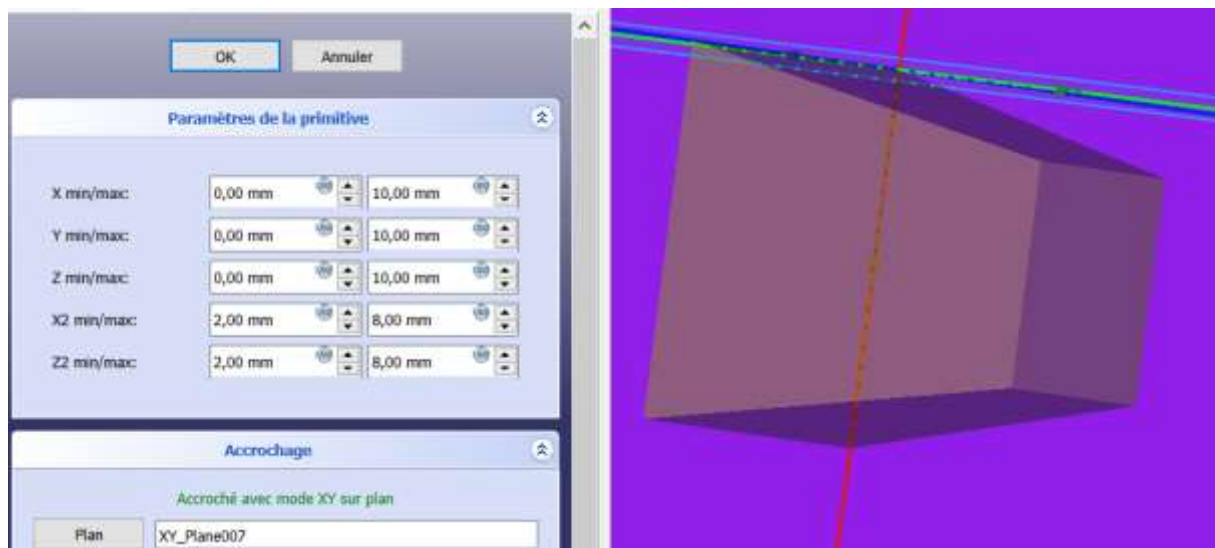 OK Annuler
Paramètres de la primitive
X min/max: 0,00 mm 10,00 mm
Y min/max: 0,00 mm 10,00 mm
Z min/max: 0,00 mm 10,00 mm
X2 min/max: 2,00 mm 8,00 mm
Z2 min/max: 2,00 mm 8,00 mm
Accrochage
Accroché avec mode XY sur plan
Plan XY_Plane007